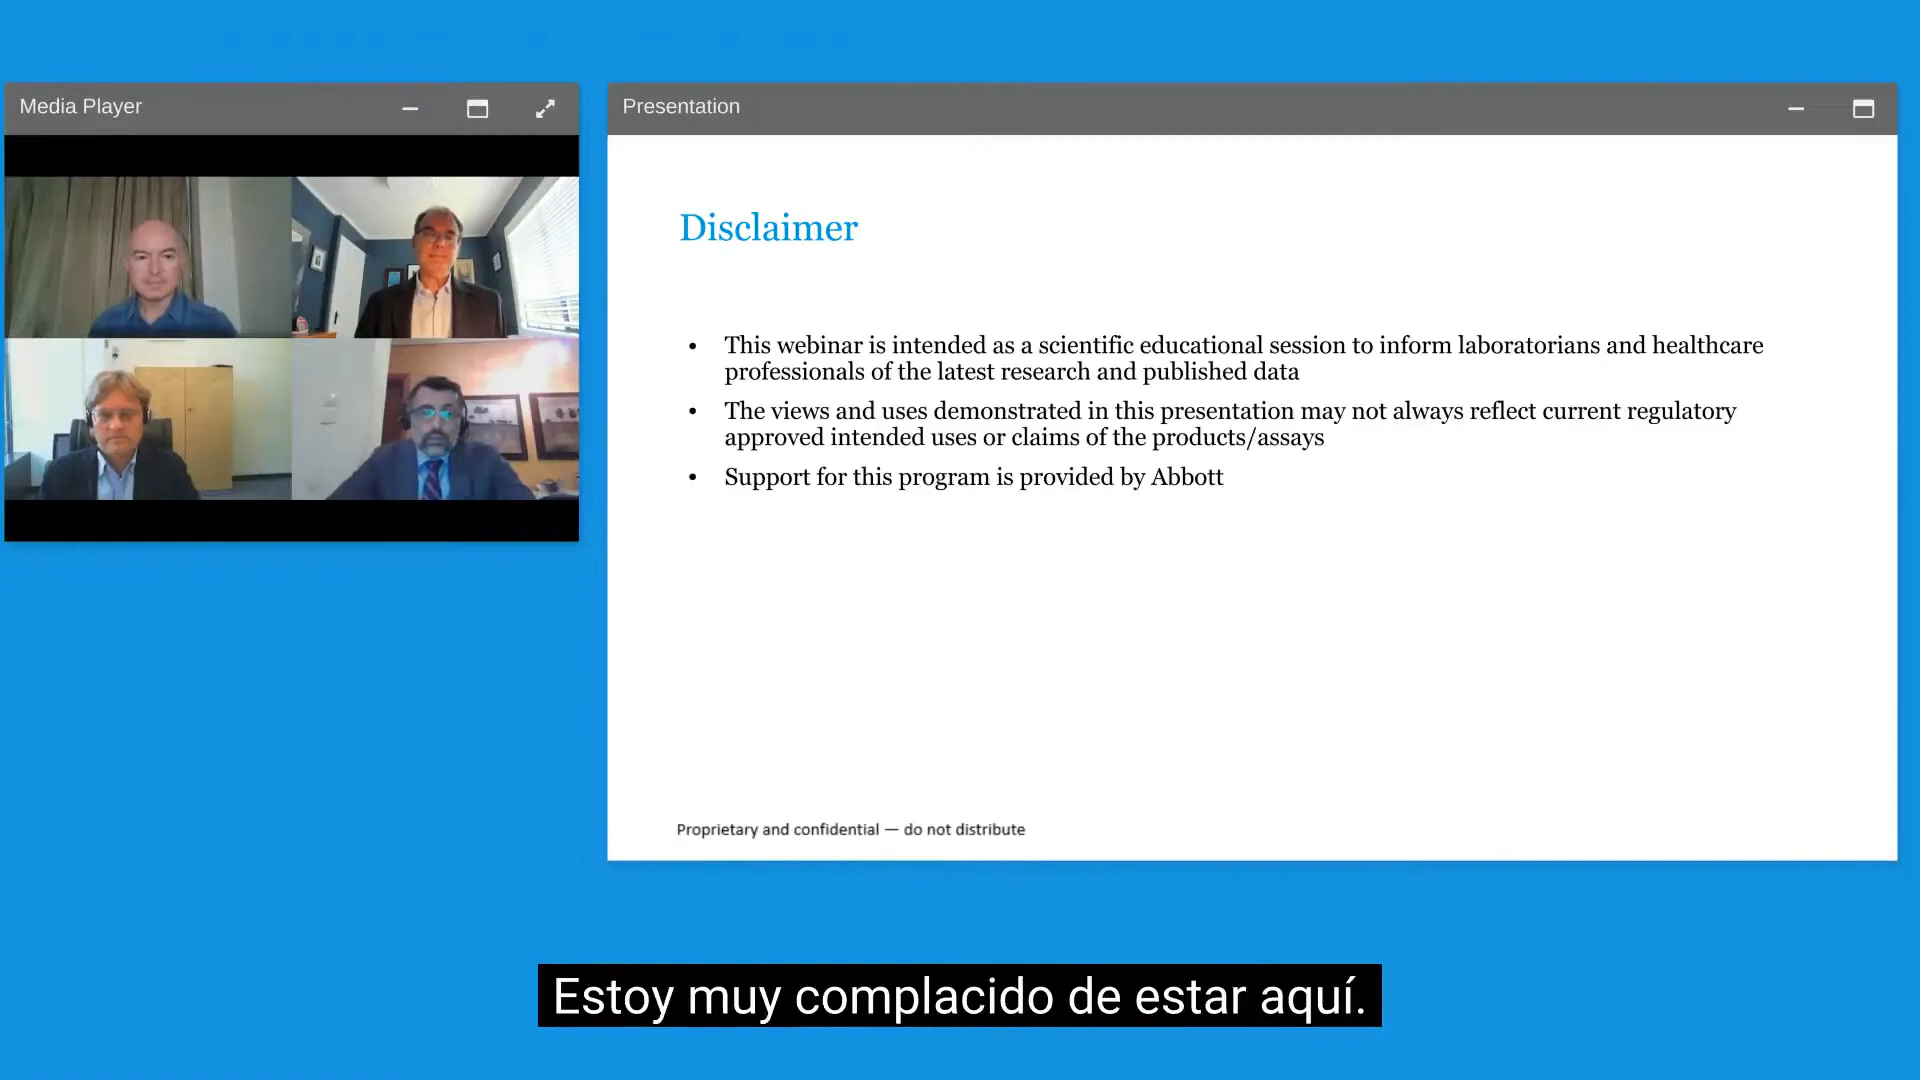 Media Player
Presentation
Disclaimer
• This webinar is intended as a scientific educational session to inform laboratorians and healthcare
professionals of the latest research and published data
• The views and uses demonstrated in this presentation may not always reflect current regulatory
approved intended uses or claims of the products/assays
• Support for this program is provided by Abbott
Proprietary and confidential — do not distribute
Estoy muy complacido de estar aquí.